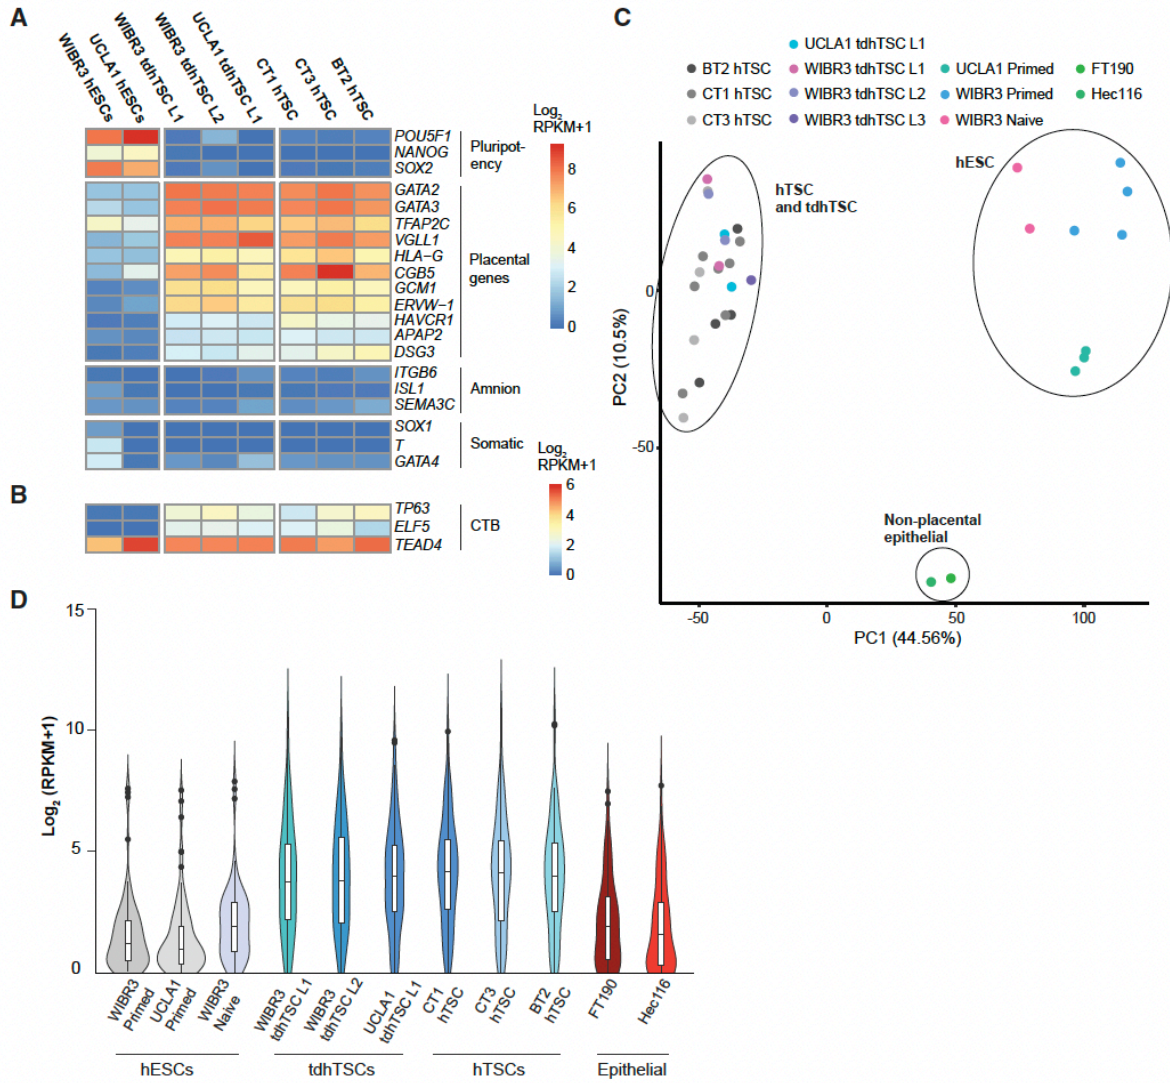 A
WIBR3 hESCs
UCLA1 hESCs
WIBR3 tdhTSC L1
WIBR3 tdhTSC L2
UCLA1 tdhTSC L1
CT1 hTSC
CT3 hTSC
BT2 hTSC
POU5F1
NANOG
SOX2
Pluripot-
ency
GATA2
GATA3
TFAP2C
VGLL1
HLA-G
CGB5
GCM1
ERVW-1
HAVCR1
APAP2
DSG3
Placental
genes
ITGB6
ISL1
SEMA3C
Amnion
SOX1
T
GATA4
Somatic
Log2
RPKM+1
8
6
4
2
0
B
TP63
ELF5
TEAD4
CTB
Log2
RPKM+1
6
4
2
0
C
UCLA1 tdhTSC L1
BT2 hTSC
WIBR3 tdhTSC L1
UCLA1 Primed
FT190
CT1 hTSC
WIBR3 tdhTSC L2
WIBR3 Primed
Hec116
CT3 hTSC
WIBR3 tdhTSC L3
WIBR3 Naive
hTSC
and tdhTSC
hESC
Non-placental
epithelial
PC2 (10.5%)
0
-50
-50
0
50
100
PC1 (44.56%)
D
Log2 (RPKM+1)
15
10
5
0
WIBR3
Primed
UCLA1
Primed
WIBR3
Naive
WIBR3
tdhTSC L1
WIBR3
tdhTSC L2
UCLA1
tdhTSC L1
CT1
hTSC
CT3
hTSC
BT2
hTSC
FT190
Hec116
hESCs
tdhTSCs
hTSCs
Epithelial